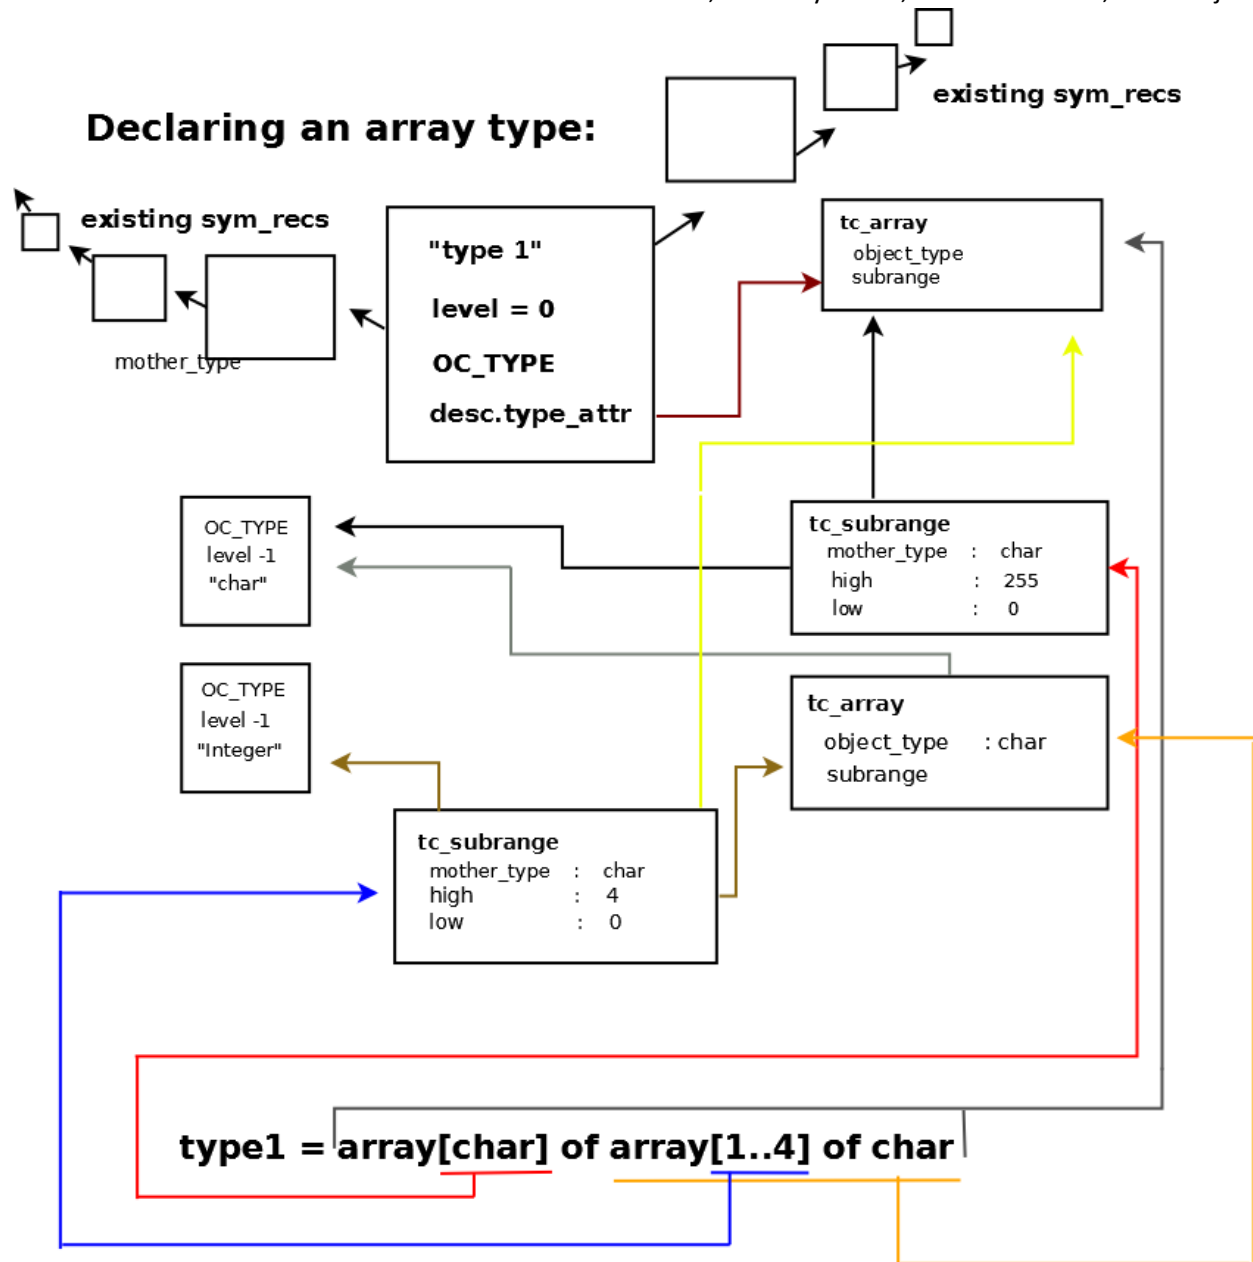 existing sym_recs
Declaring an array type:
existing sym_recs
mother_type
"type 1"
level = 0
OC_TYPE
desc.type_attr
tc_array
object_type
subrange
OC_TYPE
level -1
"char"
tc_subrange
mother_type : char
high : 255
low : 0
OC_TYPE
level -1
"Integer"
tc_array
object_type : char
subrange
tc_subrange
mother_type : char
high : 4
low : 0
type1 = array[char] of array[1..4] of char